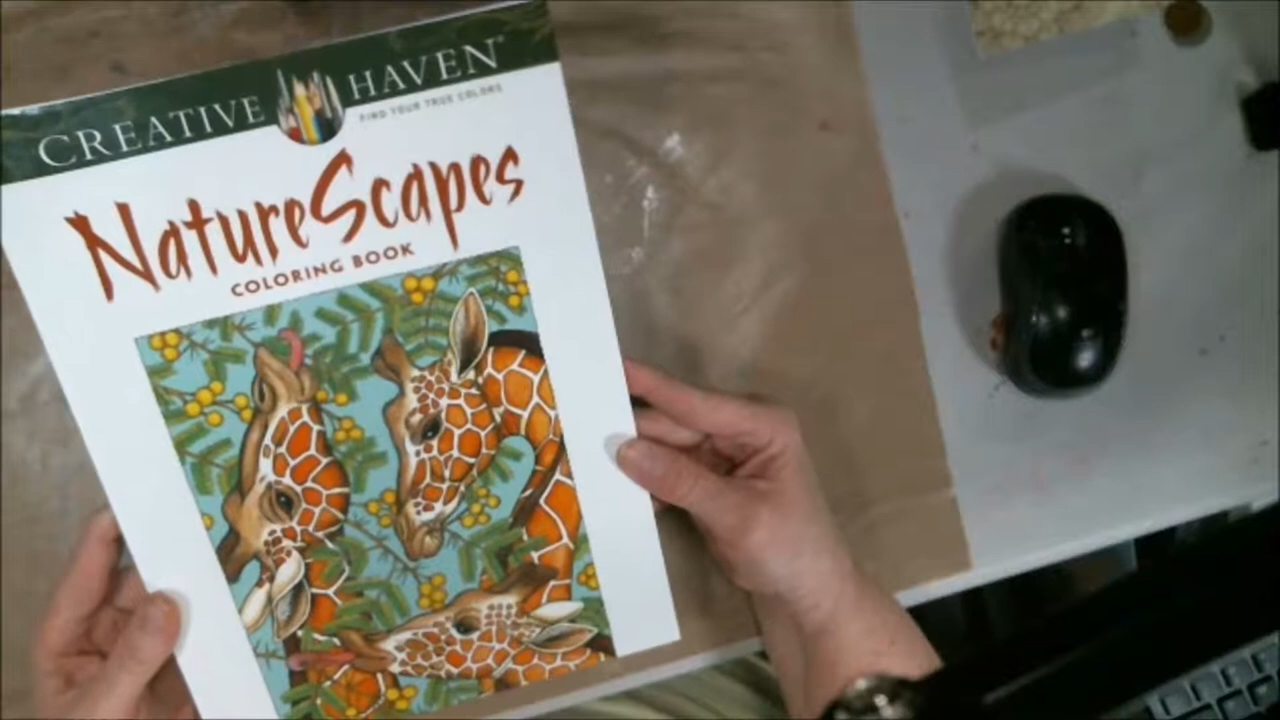 CREATIVE HAVEN
FIND YOUR TRUE COLORS
NatureScapes
COLORING BOOK